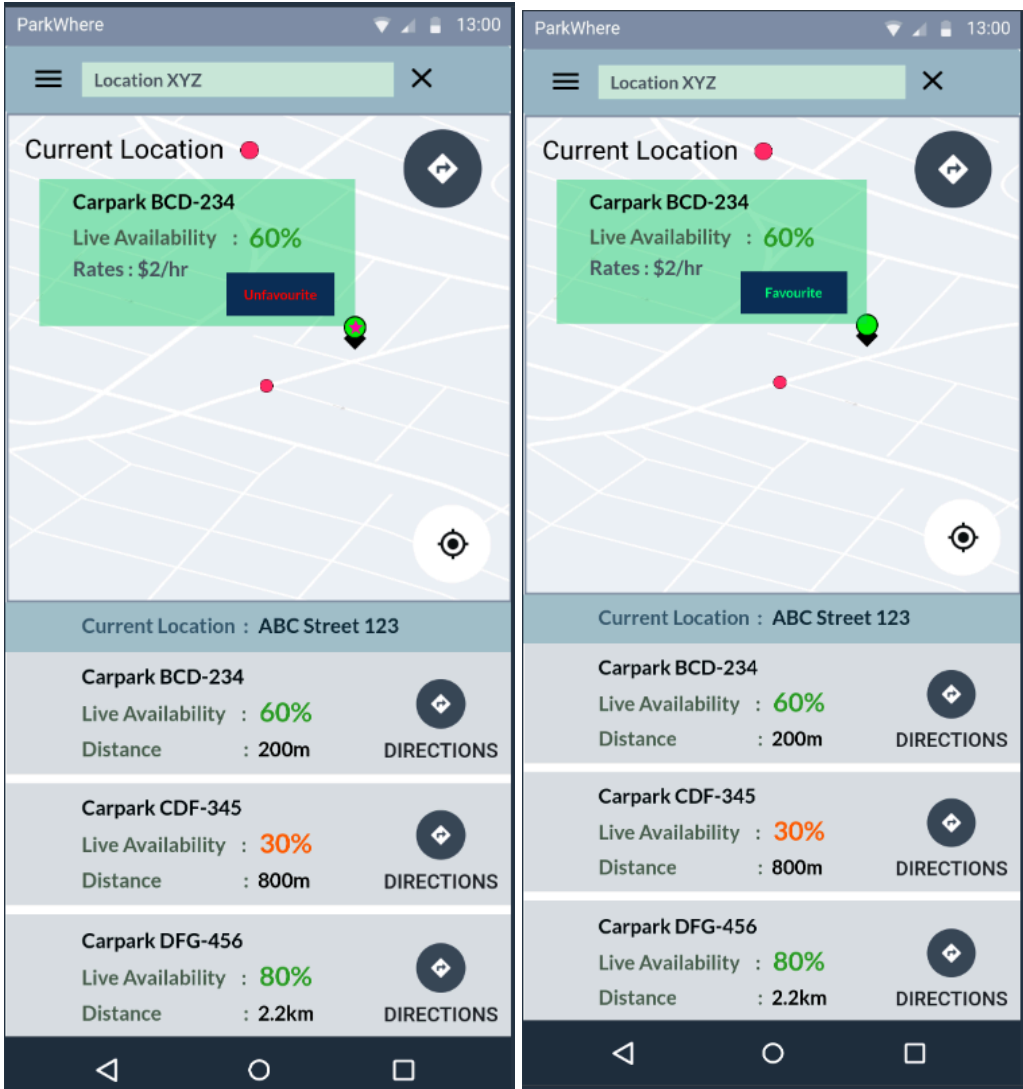 ParkWhere 13:00
Location XYZ
Current Location
Carpark BCD-234
Live Availability : 60%
Rates : $2/hr
Unfavourite
Current Location : ABC Street 123
Carpark BCD-234
Live Availability : 60%
Distance : 200m
DIRECTIONS
Carpark CDF-345
Live Availability : 30%
Distance : 800m
DIRECTIONS
Carpark DFG-456
Live Availability : 80%
Distance : 2.2km
DIRECTIONS
ParkWhere 13:00
Location XYZ
Current Location
Carpark BCD-234
Live Availability : 60%
Rates : $2/hr
Favourite
Current Location : ABC Street 123
Carpark BCD-234
Live Availability : 60%
Distance : 200m
DIRECTIONS
Carpark CDF-345
Live Availability : 30%
Distance : 800m
DIRECTIONS
Carpark DFG-456
Live Availability : 80%
Distance : 2.2km
DIRECTIONS